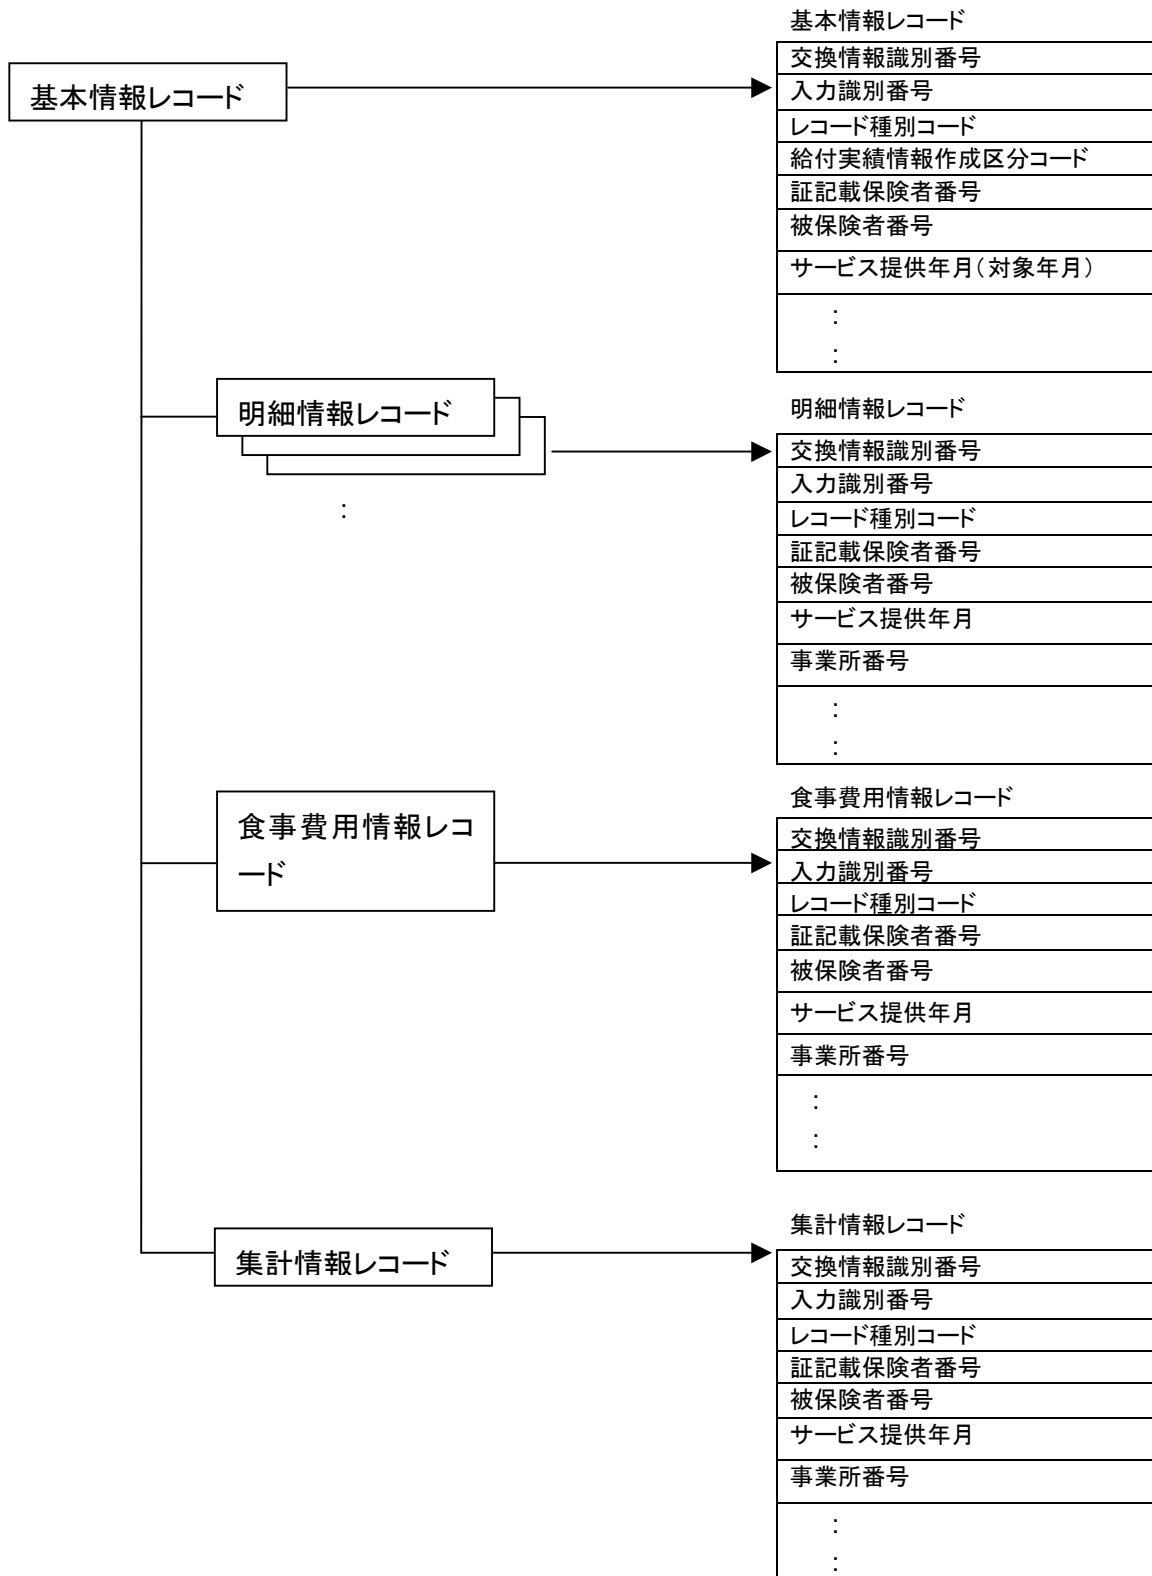 基本情報レコード
基本情報レコード
交換情報識別番号
入力識別番号
レコード種別コード
給付実績情報作成区分コード
証記載保険者番号
被保険者番号
サービス提供年月(対象年月)
:
:
明細情報レコード
:
明細情報レコード
交換情報識別番号
入力識別番号
レコード種別コード
証記載保険者番号
被保険者番号
サービス提供年月
事業所番号
:
:
食事費用情報レコ
ード
食事費用情報レコード
交換情報識別番号
入力識別番号
レコード種別コード
証記載保険者番号
被保険者番号
サービス提供年月
事業所番号
:
:
集計情報レコード
集計情報レコード
交換情報識別番号
入力識別番号
レコード種別コード
証記載保険者番号
被保険者番号
サービス提供年月
事業所番号
:
: